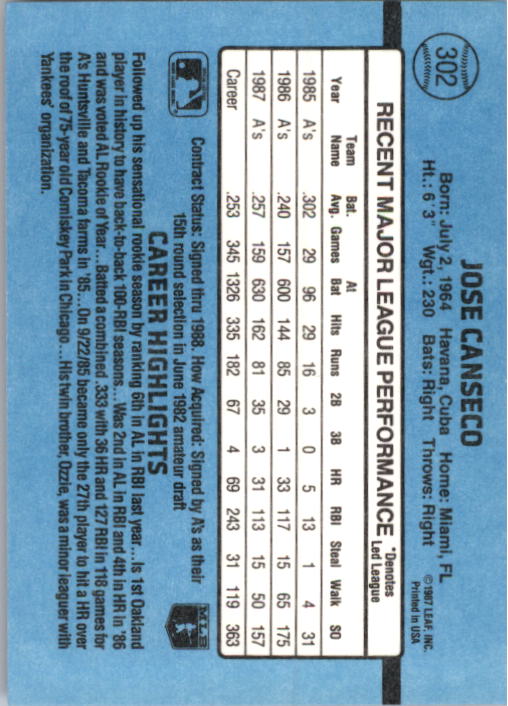 302
JOSE CANSECO
Born: July 2, 1964 Havana, Cuba Home: Miami, FL
Ht.: 6' 3" Wgt.: 230 Bats: Right Throws: Right
©1987 LEAF, INC.
Printed in USA
RECENT MAJOR LEAGUE PERFORMANCE *Denotes Led League
Year Team Name Bat. Avg. Games At Bat Hits Runs 2B 3B HR RBI Steal Walk SO
1985 A's .302 29 96 29 16 3 0 5 13 1 4 31
1986 A's .240 157 600 144 85 29 1 33 117 15 65 175
1987 A's .257 159 630 162 81 35 3 31 113 15 50 157
Career .253 345 1326 335 182 67 4 69 243 31 119 363
Contract Status: Signed thru 1988. How Acquired: Signed by A's as their
15th round selection in June 1982 amateur draft
MLB
CAREER HIGHLIGHTS
Followed up his sensational rookie season by ranking 6th in AL in RBI last year...Is 1st Oakland
player in history to have back-to-back 100-RBI seasons...Was 2nd in AL in RBI and 4th in HR in '86
and was voted AL Rookie of Year...Batted a combined .333 with 36 HR and 127 RBI in 118 games for
A's Huntsville and Tacoma farms in '85...On 9/22/85 became only the 27th player to hit a HR over
the roof of 75-year old Comiskey Park in Chicago...His twin brother, Ozzie, was a minor leaguer with
Yankees' organization.